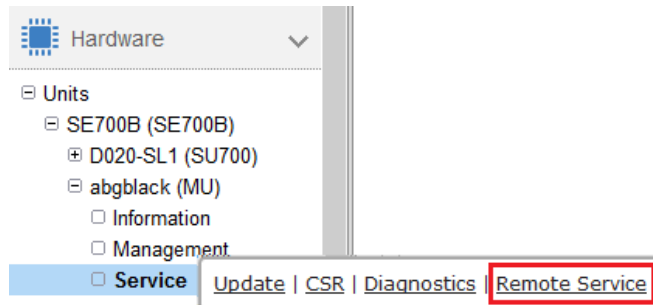 Hardware
Units
SE700B (SE700B)
D020-SL1 (SU700)
abgblack (MU)
Information
Management
Service
Update | CSR | Diagnostics | Remote Service